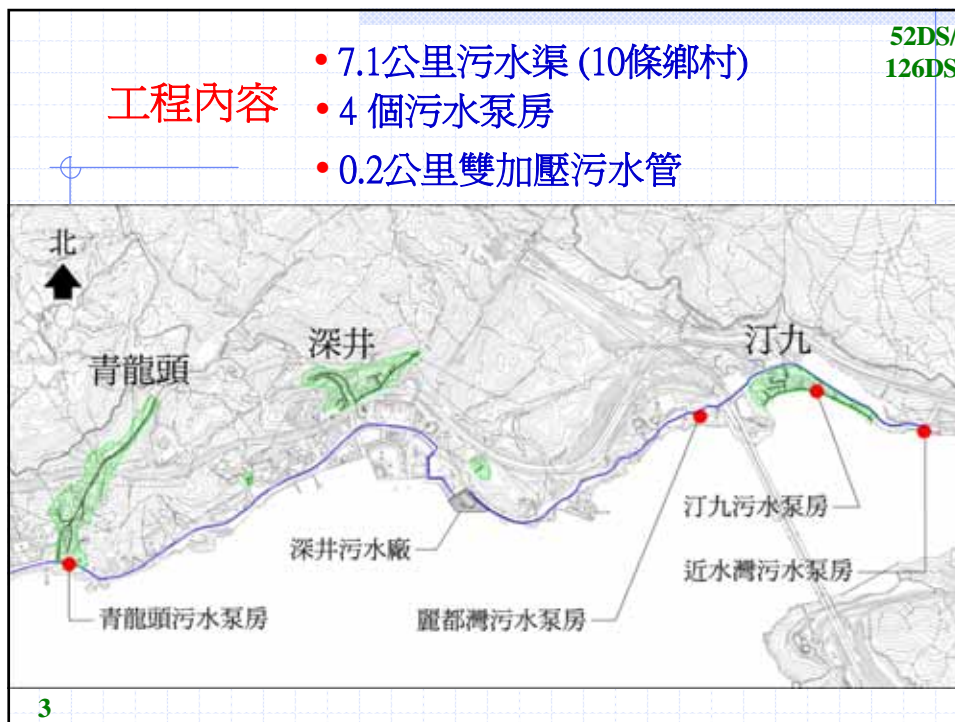 52DS/
126DS
工程內容
• 7.1公里污水渠 (10條鄉村)
• 4 個污水泵房
• 0.2公里雙加壓污水管
北
青龍頭
深井
汀九
深井污水廠
汀九污水泵房
近水灣污水泵房
青龍頭污水泵房
麗都灣污水泵房
3